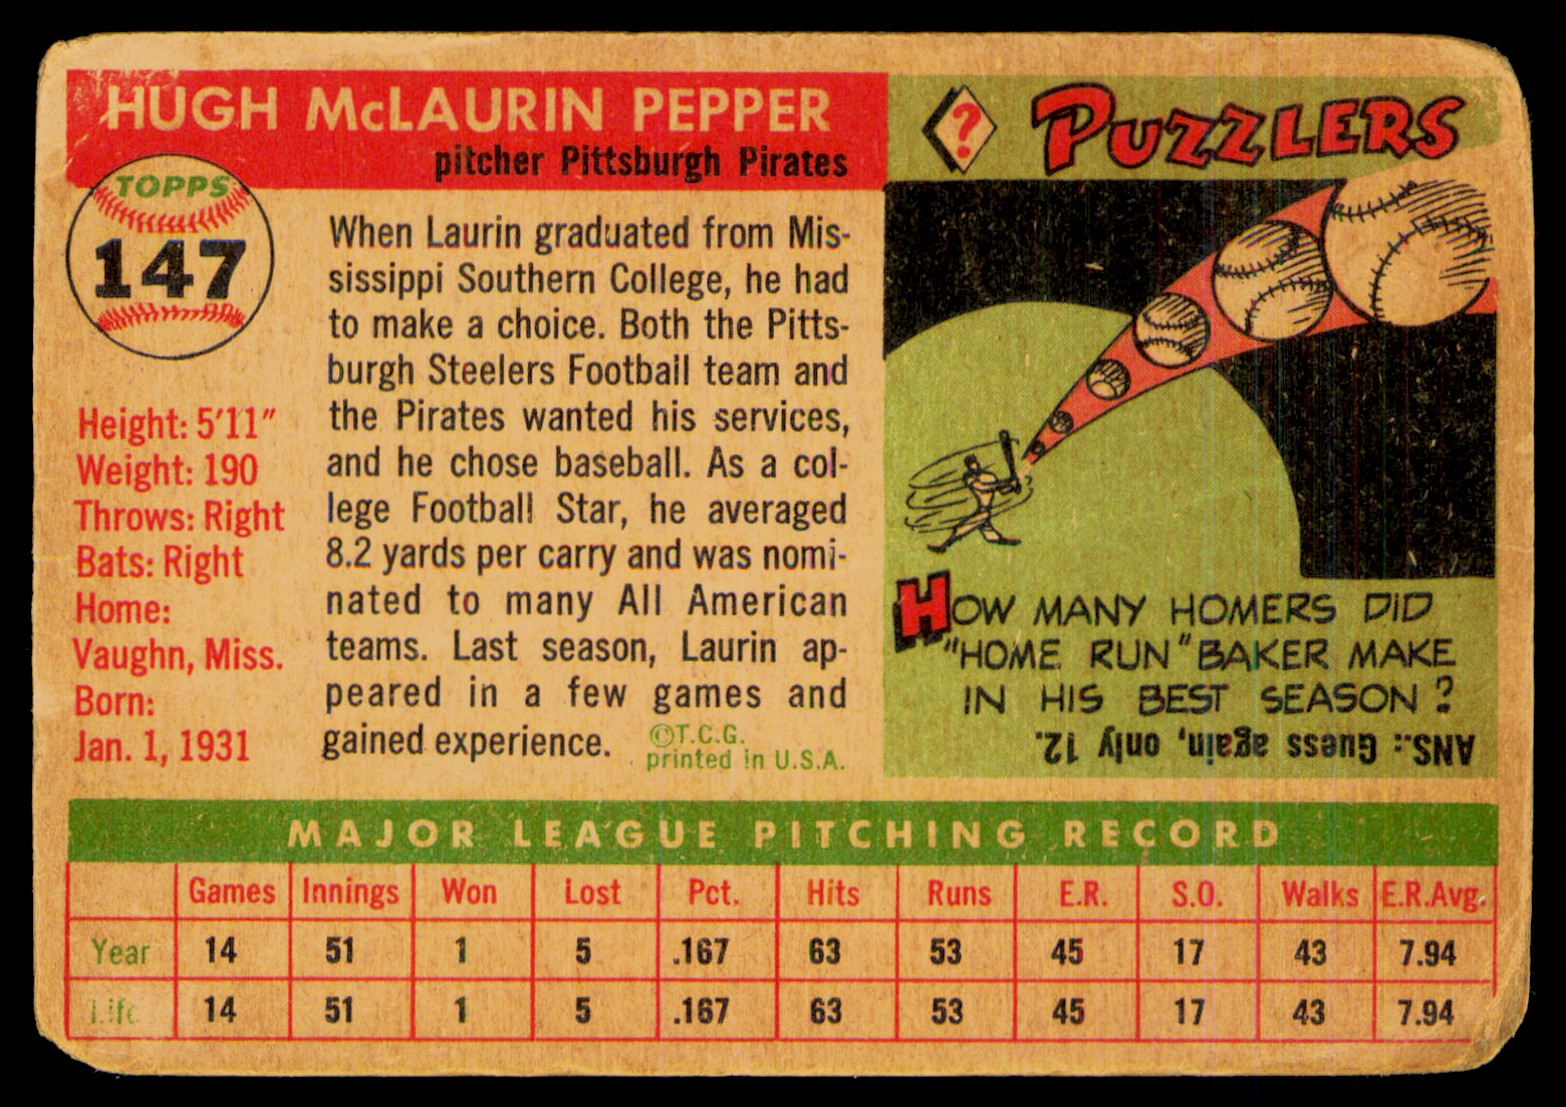 HUGH McLAURIN PEPPER
pitcher Pittsburgh Pirates
TOPPS
147
Height: 5'11"
Weight: 190
Throws: Right
Bats: Right
Home:
Vaughn, Miss.
Born:
Jan. 1, 1931
When Laurin graduated from Mis-
sissippi Southern College, he had
to make a choice. Both the Pitts-
burgh Steelers Football team and
the Pirates wanted his services,
and he chose baseball. As a col-
lege Football Star, he averaged
8.2 yards per carry and was nomi-
nated to many All American
teams. Last season, Laurin ap-
peared in a few games and
gained experience.
©T.C.G.
printed in U.S.A.
? PUZZLERS
HOW MANY HOMERS DID
"HOME RUN" BAKER MAKE
IN HIS BEST SEASON?
ANS.: Guess again, only 12.
MAJOR LEAGUE PITCHING RECORD
Games Innings Won Lost Pct. Hits Runs E.R. S.O. Walks E.R.Avg.
Year 14 51 1 5 .167 63 53 45 17 43 7.94
Life 14 51 1 5 .167 63 53 45 17 43 7.94